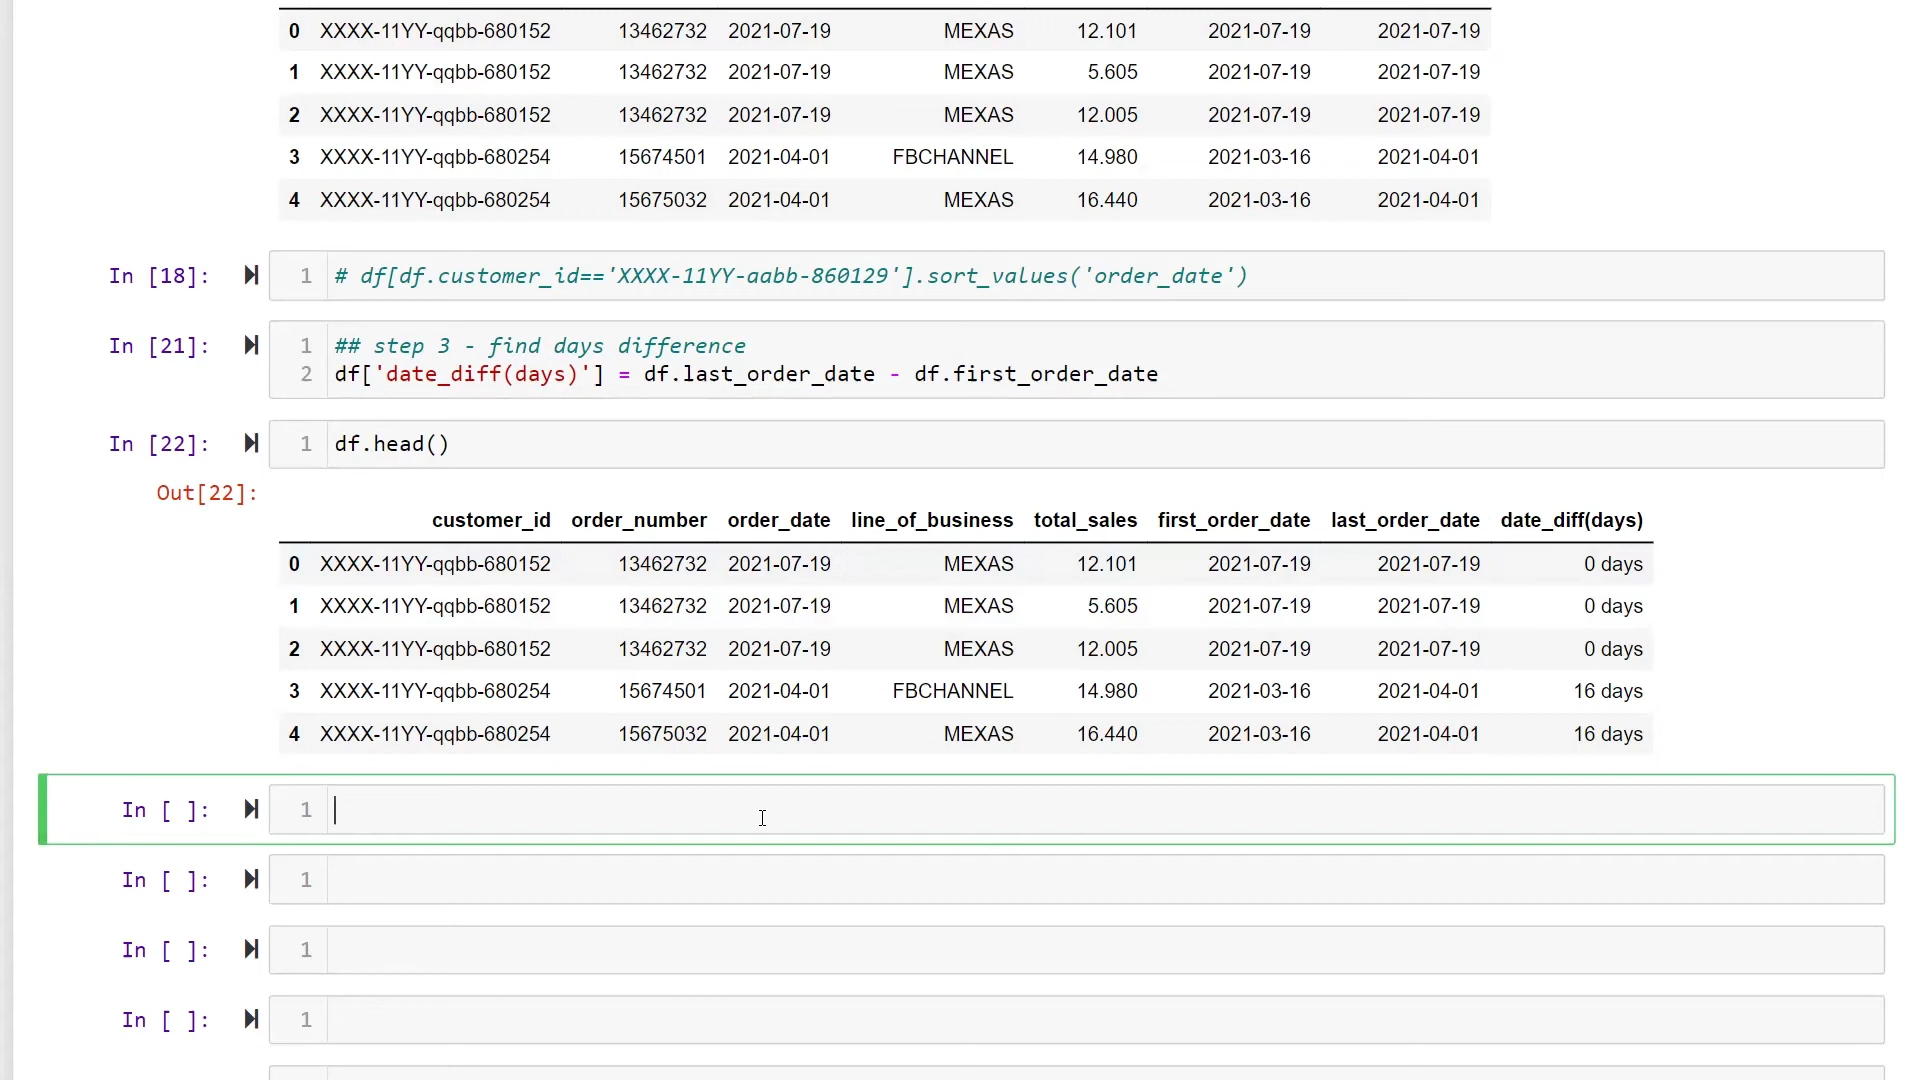 0 XXXX-11YY-qqbb-680152 13462732 2021-07-19 MEXAS 12.101 2021-07-19 2021-07-19
1 XXXX-11YY-qqbb-680152 13462732 2021-07-19 MEXAS 5.605 2021-07-19 2021-07-19
2 XXXX-11YY-qqbb-680152 13462732 2021-07-19 MEXAS 12.005 2021-07-19 2021-07-19
3 XXXX-11YY-qqbb-680254 15674501 2021-04-01 FBCHANNEL 14.980 2021-03-16 2021-04-01
4 XXXX-11YY-qqbb-680254 15675032 2021-04-01 MEXAS 16.440 2021-03-16 2021-04-01
In [18]: 1 # df[df.customer_id=='XXXX-11YY-aabb-860129'].sort_values('order_date')
In [21]: 1 ## step 3 - find days difference
2 df['date_diff(days)'] = df.last_order_date - df.first_order_date
In [22]: 1 df.head()
Out[22]:
customer_id order_number order_date line_of_business total_sales first_order_date last_order_date date_diff(days)
0 XXXX-11YY-qqbb-680152 13462732 2021-07-19 MEXAS 12.101 2021-07-19 2021-07-19 0 days
1 XXXX-11YY-qqbb-680152 13462732 2021-07-19 MEXAS 5.605 2021-07-19 2021-07-19 0 days
2 XXXX-11YY-qqbb-680152 13462732 2021-07-19 MEXAS 12.005 2021-07-19 2021-07-19 0 days
3 XXXX-11YY-qqbb-680254 15674501 2021-04-01 FBCHANNEL 14.980 2021-03-16 2021-04-01 16 days
4 XXXX-11YY-qqbb-680254 15675032 2021-04-01 MEXAS 16.440 2021-03-16 2021-04-01 16 days
In [ ]: 1
In [ ]: 1
In [ ]: 1
In [ ]: 1